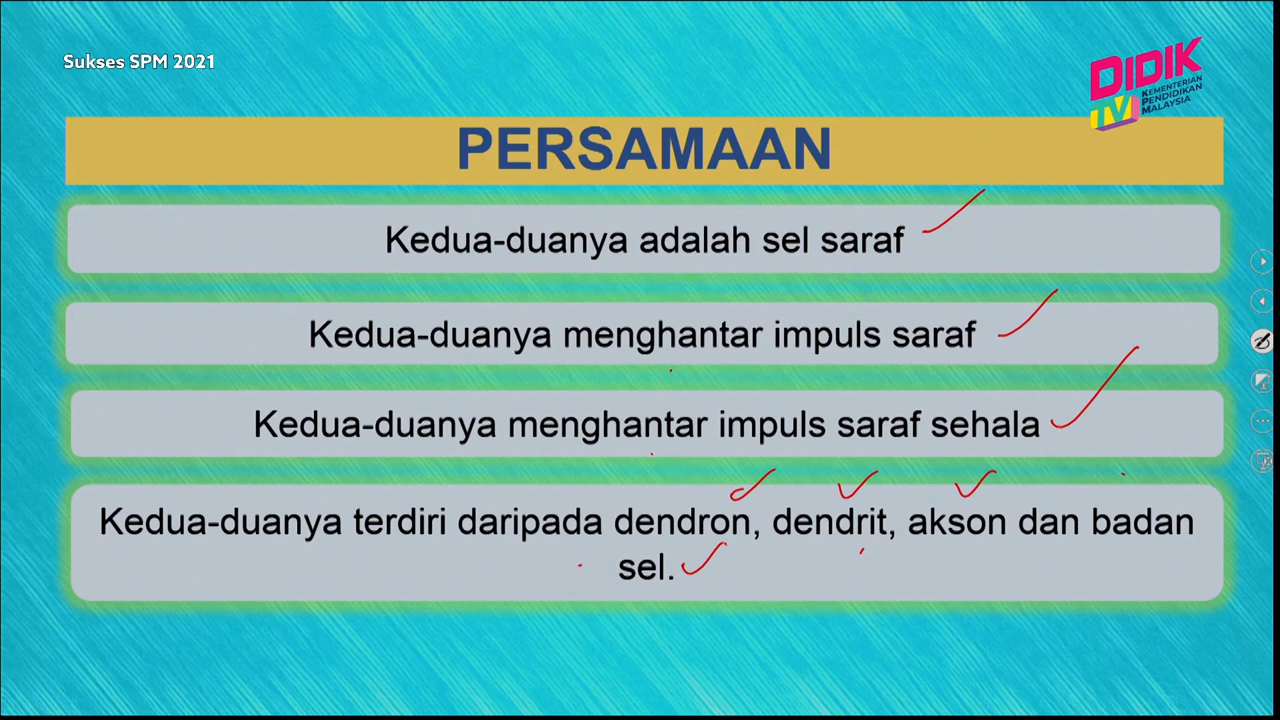 Sukses SPM 2021
DIDIK
TV
KEMENTERIAN
PENDIDIKAN
MALAYSIA
PERSAMAAN
Kedua-duanya adalah sel saraf
Kedua-duanya menghantar impuls saraf
Kedua-duanya menghantar impuls saraf sehala
Kedua-duanya terdiri daripada dendron, dendrit, akson dan badan
sel.